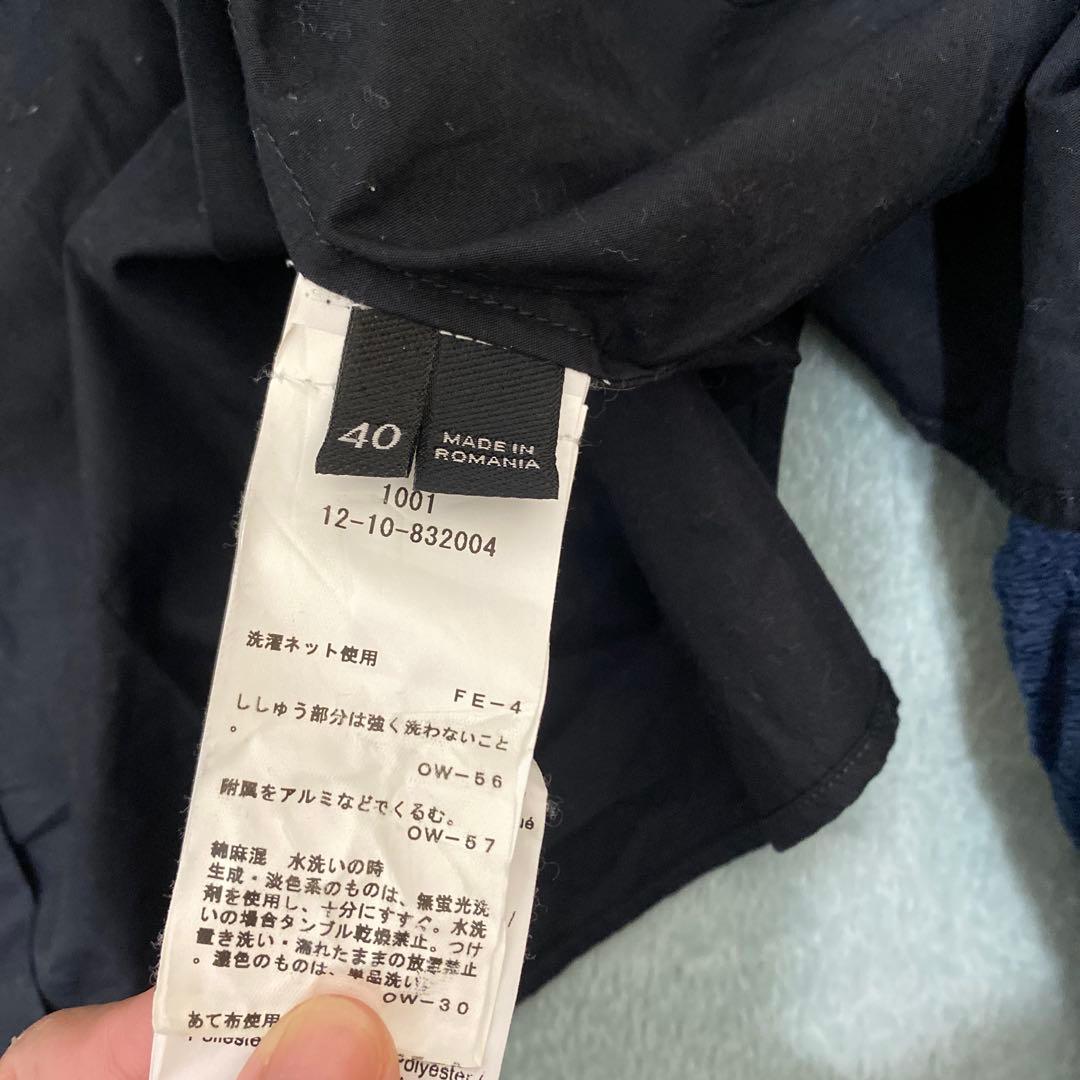 40
MADE IN
ROMANIA
1001
12-10-832004
洗濯ネット使用
FE-4
ししゅう部分は強く洗わないこと
。
OW-56
附属をアルミなどでくるむ。
OW-57
綿麻混 水洗いの時
生成・淡色系のものは、無蛍光洗
剤を使用し、十分にすすぐ。水洗
いの場合タンブル乾燥禁止。つけ
置き洗い・濡れたままの放置禁止
。濃色のものは、単品洗い
OW-30
あて布使用
Polyester